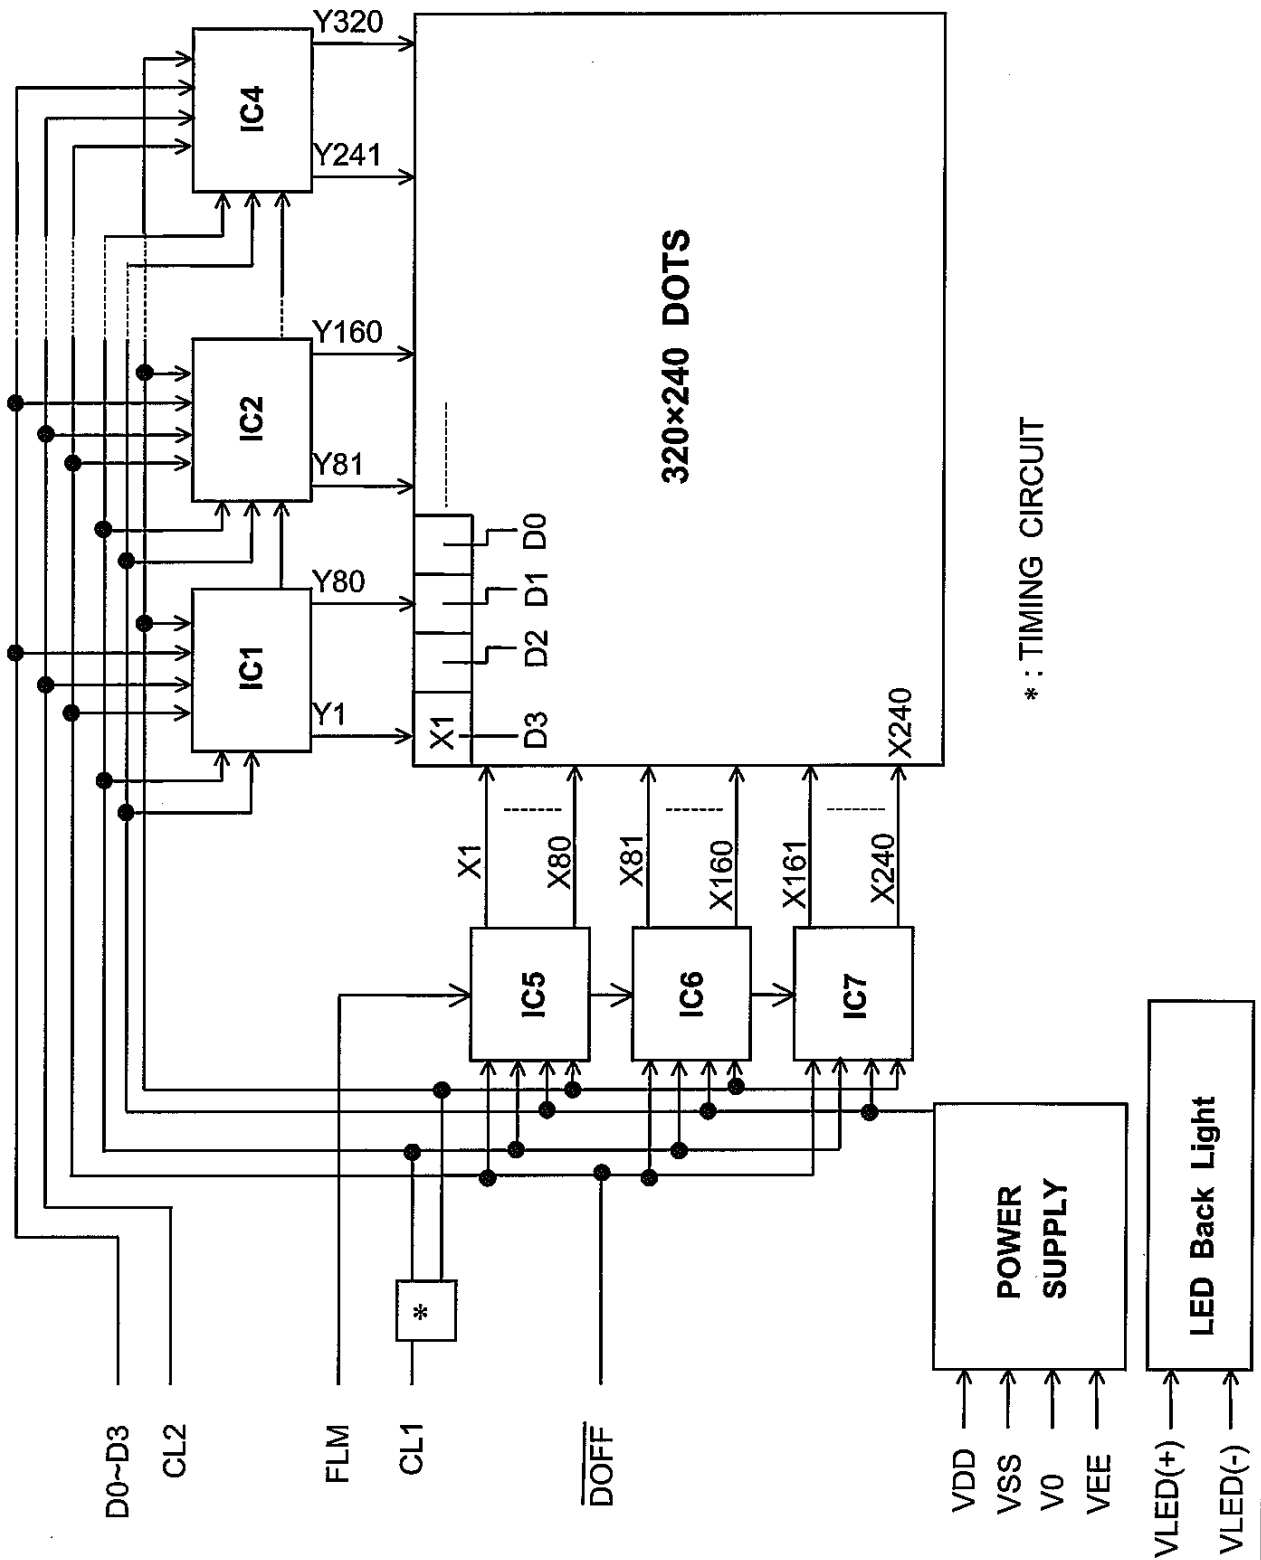 D0~D3
CL2
FLM
CL1
DOFF
VDD
VSS
V0
VEE
VLED(+)
VLED(-)
*
POWER
SUPPLY
LED Back Light
IC5
IC6
IC7
X1
X80
X81
X160
X161
X240
IC1
IC2
IC4
Y1
Y80
Y81
Y160
Y241
Y320
X1
D3
D2
D1
D0
X240
320×240 DOTS
* : TIMING CIRCUIT